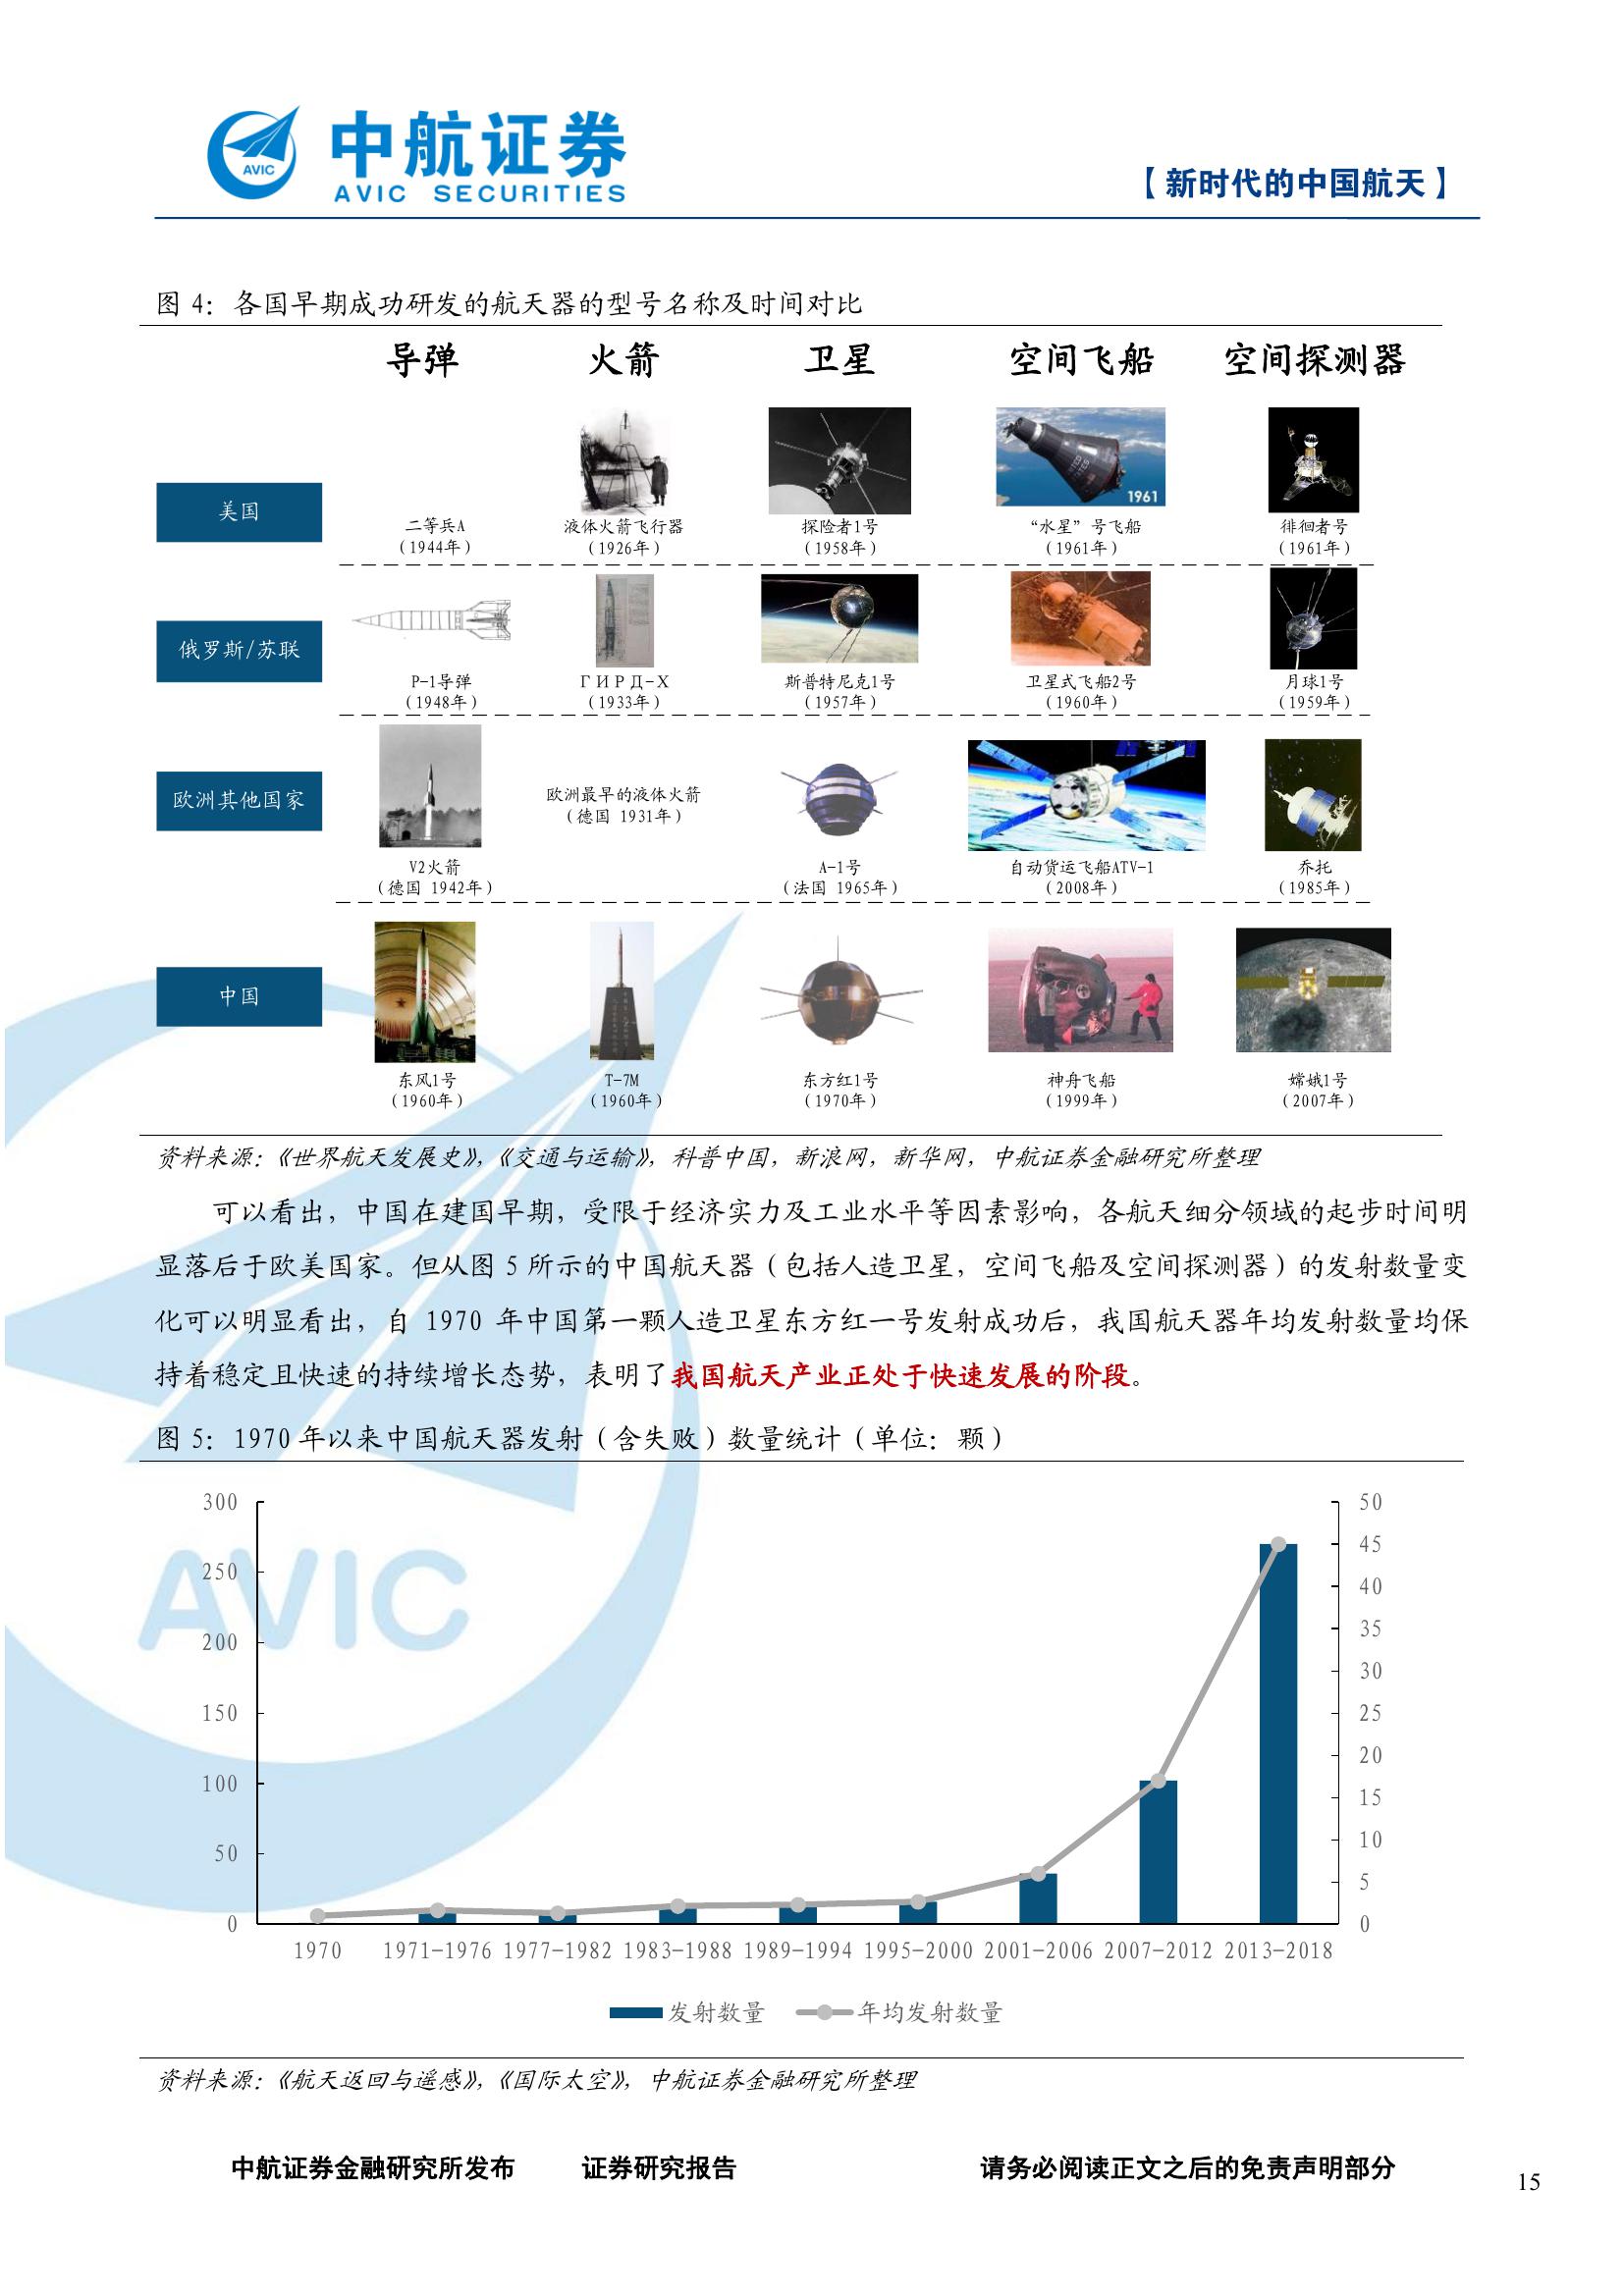 AVIC
中航证券
AVIC SECURITIES
【新时代的中国航天】
图 4：各国早期成功研发的航天器的型号名称及时间对比
导弹 火箭 卫星 空间飞船 空间探测器
1961
美国
二等兵A 液体火箭飞行器 探险者1号 “水星”号飞船 徘徊者号
（1944年） （1926年） （1958年） （1961年） （1961年）
俄罗斯/苏联
P-1导弹 ГИРД-X 斯普特尼克1号 卫星式飞船2号 月球1号
（1948年） （1933年） （1957年） （1960年） （1959年）
欧洲其他国家
欧洲最早的液体火箭
（德国 1931年）
V2火箭 A-1号 自动货运飞船ATV-1 乔托
（德国 1942年） （法国 1965年） （2008年） （1985年）
中国
东风1号 T-7M 东方红1号 神舟飞船 嫦娥1号
（1960年） （1960年） （1970年） （1999年） （2007年）
资料来源：《世界航天发展史》，《交通与运输》，科普中国，新浪网，新华网，中航证券金融研究所整理
可以看出，中国在建国早期，受限于经济实力及工业水平等因素影响，各航天细分领域的起步时间明
显落后于欧美国家。但从图 5 所示的中国航天器（包括人造卫星，空间飞船及空间探测器）的发射数量变
化可以明显看出，自 1970 年中国第一颗人造卫星东方红一号发射成功后，我国航天器年均发射数量均保
持着稳定且快速的持续增长态势，表明了我国航天产业正处于快速发展的阶段。
图 5：1970 年以来中国航天器发射（含失败）数量统计（单位：颗）
300 50
45
250 40
35
200 30
150 25
20
100 15
50 10
5
0 0
AVIC
1970 1971-1976 1977-1982 1983-1988 1989-1994 1995-2000 2001-2006 2007-2012 2013-2018
发射数量 年均发射数量
资料来源：《航天返回与遥感》，《国际太空》，中航证券金融研究所整理
中航证券金融研究所发布 证券研究报告 请务必阅读正文之后的免责声明部分
15